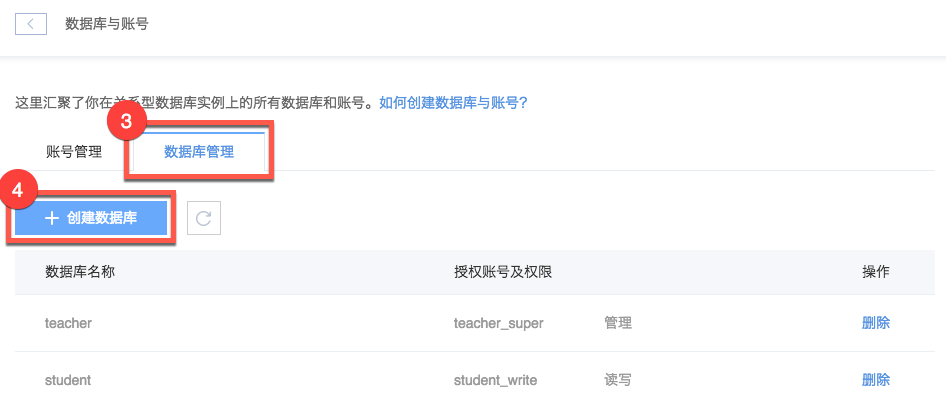 数据库与账号
这里汇聚了你在关系型数据库实例上的所有数据库和账号。如何创建数据库与账号?
3
账号管理 数据库管理
4
+ 创建数据库
数据库名称 授权账号及权限 操作
teacher teacher_super 管理 删除
student student_write 读写 删除